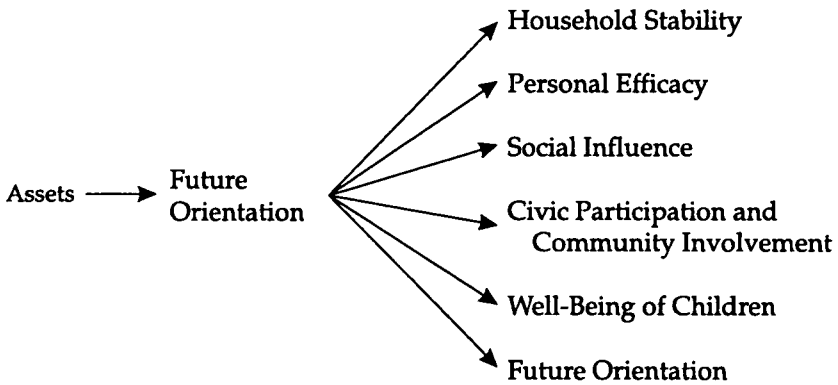 Household Stability
Personal Efficacy
Social Influence
Assets
Future
Orientation
Civic Participation and
Community Involvement
Well-Being of Children
Future Orientation